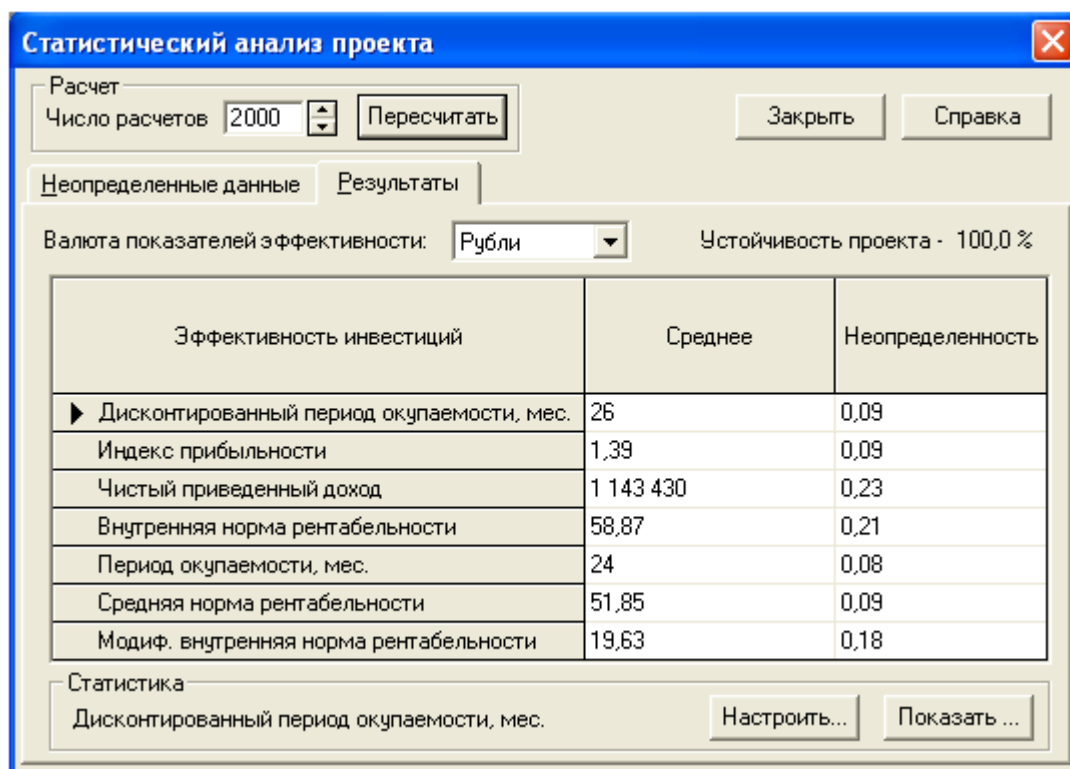 Статистический анализ проекта
Расчет
Число расчетов 2000 Пересчитать Закрыть Справка
Неопределенные данные Результаты
Валюта показателей эффективности: Рубли Устойчивость проекта - 100,0 %
Эффективность инвестиций Среднее Неопределенность
Дисконтированный период окупаемости, мес. 26 0,09
Индекс прибыльности 1,39 0,09
Чистый приведенный доход 1 143 430 0,23
Внутренняя норма рентабельности 58,87 0,21
Период окупаемости, мес. 24 0,08
Средняя норма рентабельности 51,85 0,09
Модиф. внутренняя норма рентабельности 19,63 0,18
Статистика
Дисконтированный период окупаемости, мес. Настроить... Показать ...